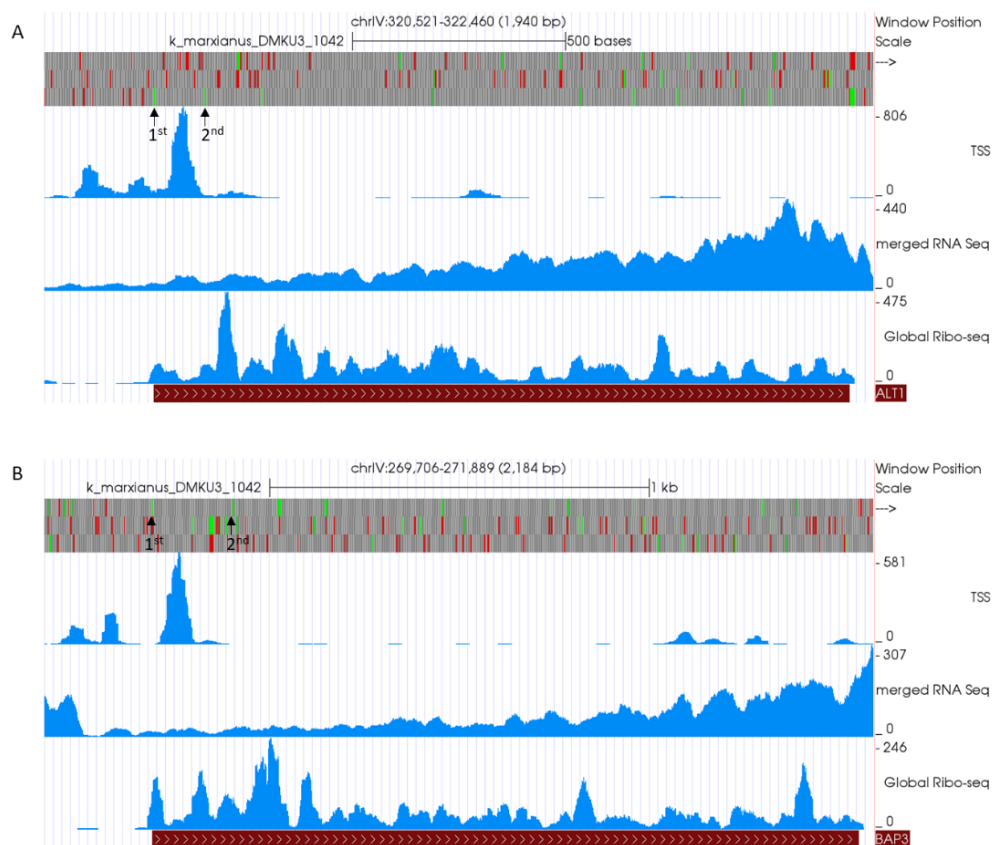 A
chrIV:320,521-322,460 (1,940 bp)
Window Position
k_marxianus_DMKU3_1042
500 bases
Scale
--->
1st
2nd
- 806
TSS
_ 0
- 440
merged RNA Seq
_ 0
- 475
Global Ribo-seq
_ 0
ALT1
B
chrIV:269,706-271,889 (2,184 bp)
Window Position
k_marxianus_DMKU3_1042
1 kb
Scale
--->
1st
2nd
- 581
TSS
_ 0
- 307
merged RNA Seq
_ 0
- 246
Global Ribo-seq
_ 0
BAP3